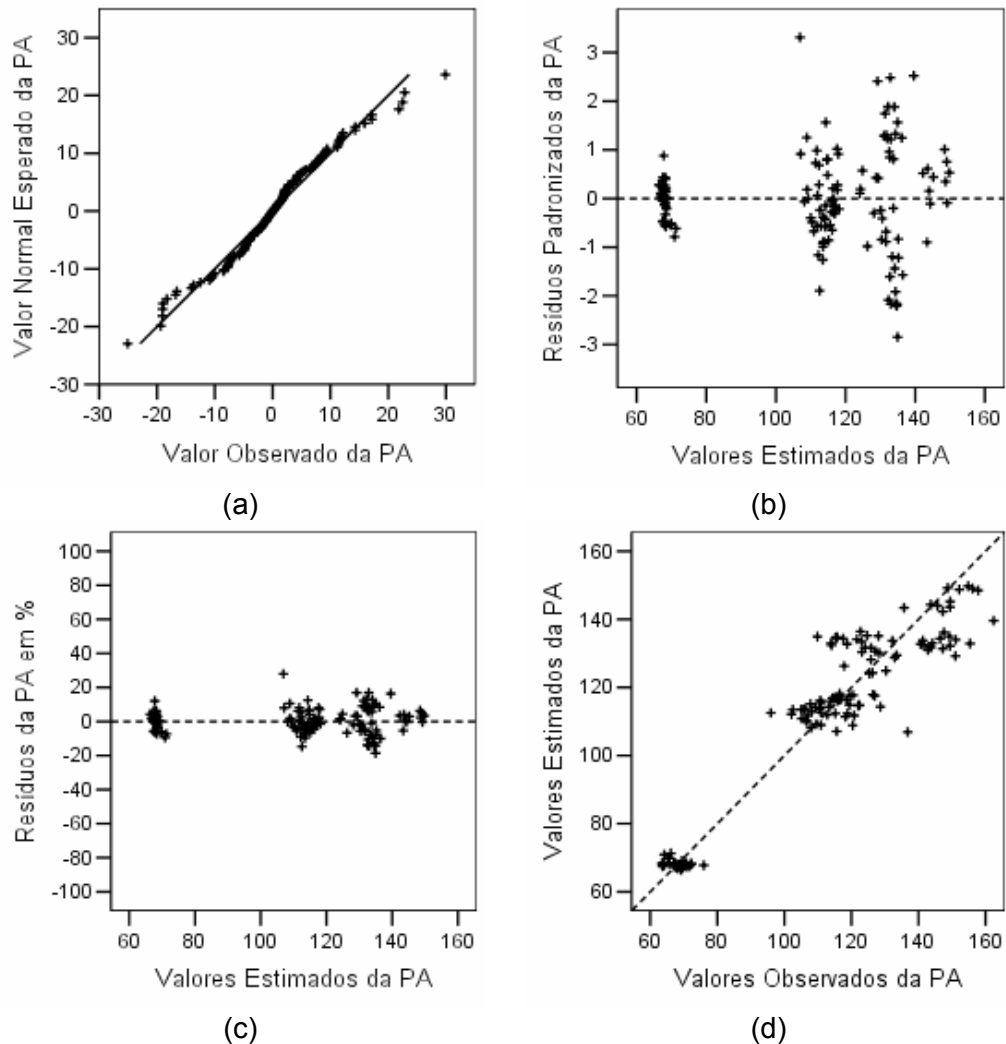 30
20
10
0
-10
-20
-30
Valor Normal Esperado da PA
-30 -20 -10 0 10 20 30
Valor Observado da PA
(a)
3
2
1
0
-1
-2
-3
Resíduos Padronizados da PA
60 80 100 120 140 160
Valores Estimados da PA
(b)
100
80
60
40
20
0
-20
-40
-60
-80
-100
Resíduos da PA em %
60 80 100 120 140 160
Valores Estimados da PA
(c)
160
140
120
100
80
60
Valores Estimados da PA
60 80 100 120 140 160
Valores Observados da PA
(d)